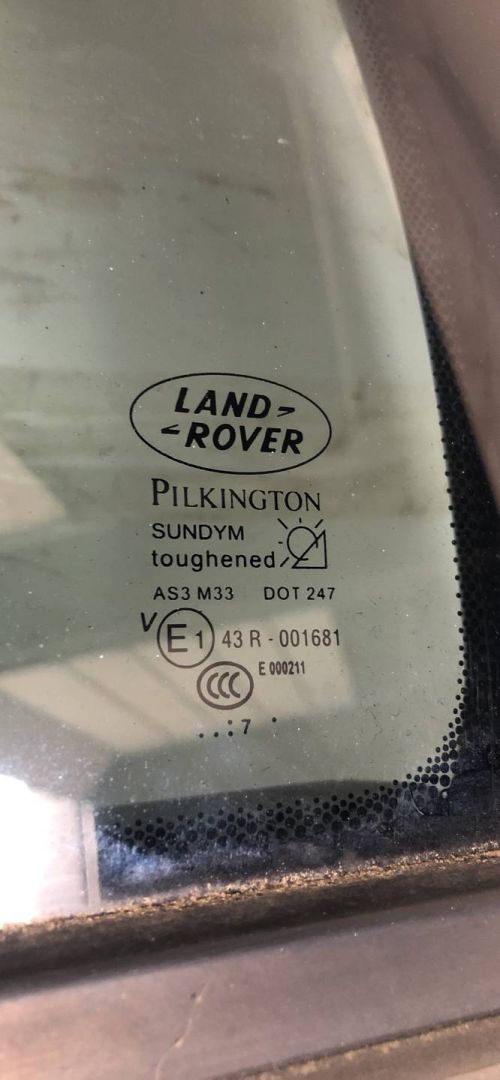 LAND
ROVER
PILKINGTON
SUNDYM
toughened
AS3 M33 DOT 247
V E1 43 R - 001681
CCC E 000211
..: 7 .